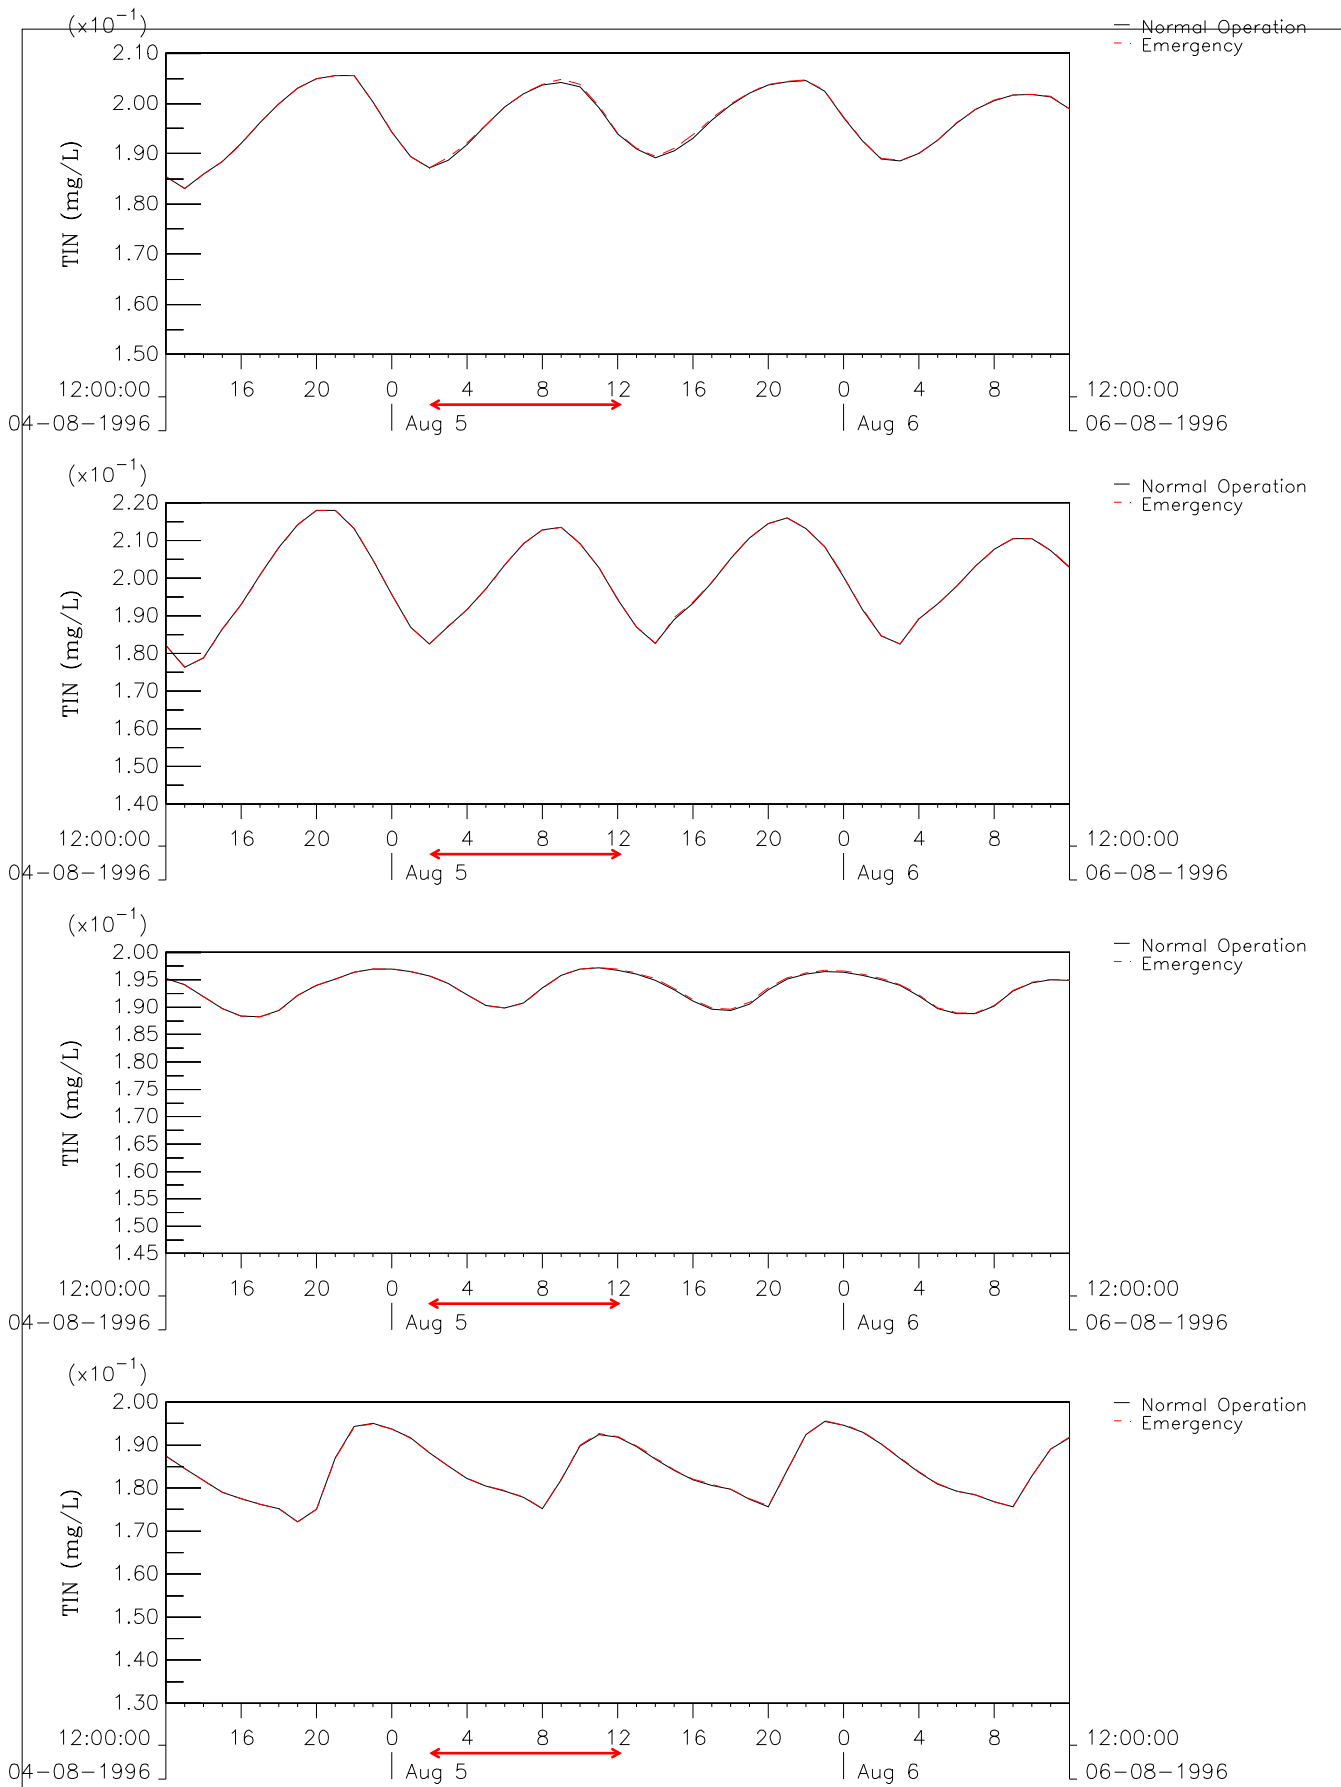 (x10⁻¹)
— Normal Operation
– · Emergency
2.10
2.00
1.90
1.80
1.70
1.60
1.50
TIN (mg/L)
16 20 0 4 8 12 16 20 0 4 8
12:00:00 12:00:00
04-08-1996 Aug 5 Aug 6 06-08-1996
(x10⁻¹)
— Normal Operation
– · Emergency
2.20
2.10
2.00
1.90
1.80
1.70
1.60
1.50
1.40
TIN (mg/L)
16 20 0 4 8 12 16 20 0 4 8
12:00:00 12:00:00
04-08-1996 Aug 5 Aug 6 06-08-1996
(x10⁻¹)
— Normal Operation
– · Emergency
2.00
1.95
1.90
1.85
1.80
1.75
1.70
1.65
1.60
1.55
1.50
1.45
TIN (mg/L)
16 20 0 4 8 12 16 20 0 4 8
12:00:00 12:00:00
04-08-1996 Aug 5 Aug 6 06-08-1996
(x10⁻¹)
— Normal Operation
– · Emergency
2.00
1.90
1.80
1.70
1.60
1.50
1.40
1.30
TIN (mg/L)
16 20 0 4 8 12 16 20 0 4 8
12:00:00 12:00:00
04-08-1996 Aug 5 Aug 6 06-08-1996